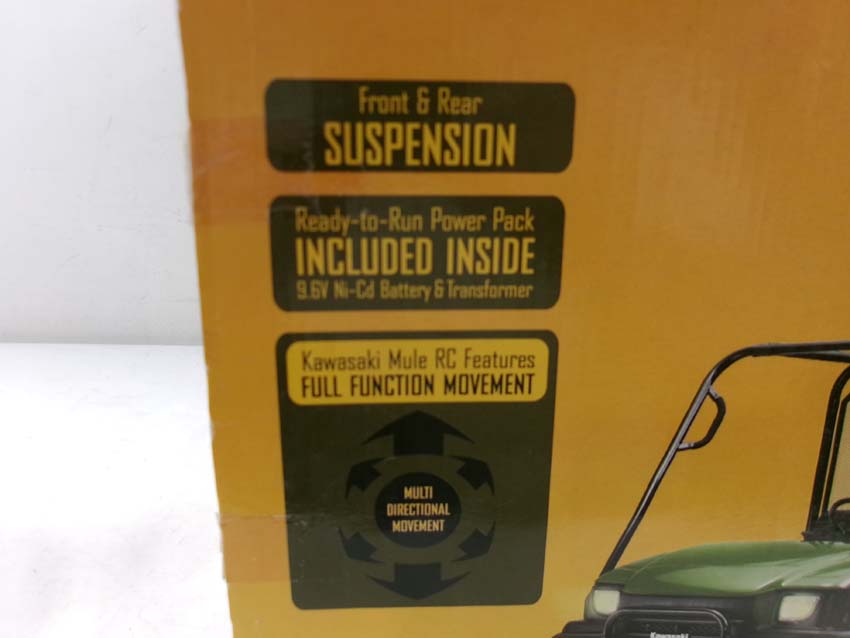 Front & Rear
SUSPENSION
Ready-to-Run Power Pack
INCLUDED INSIDE
9.6V Ni-Cd Battery & Transformer
Kawasaki Mule RC Features
FULL FUNCTION MOVEMENT
MULTI
DIRECTIONAL
MOVEMENT
Kawasaki